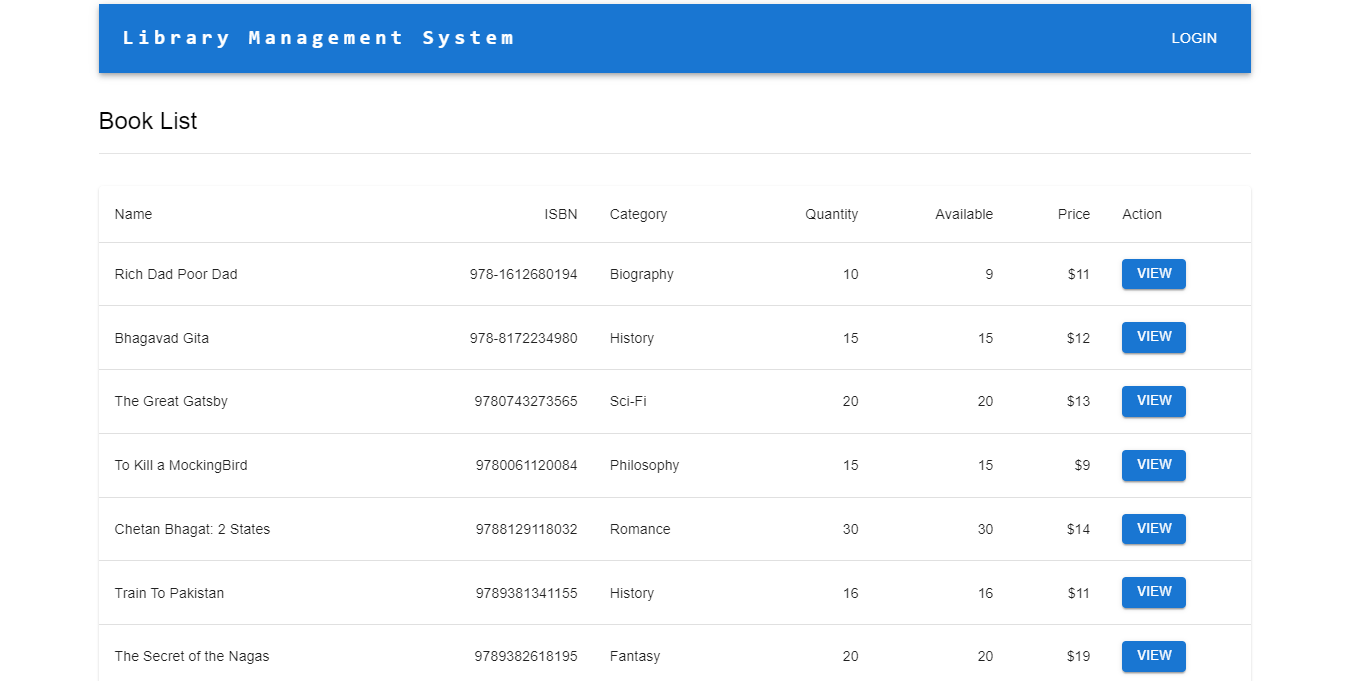 Library Management System LOGIN
Book List
Name ISBN Category Quantity Available Price Action
Rich Dad Poor Dad 978-1612680194 Biography 10 9 $11 VIEW
Bhagavad Gita 978-8172234980 History 15 15 $12 VIEW
The Great Gatsby 9780743273565 Sci-Fi 20 20 $13 VIEW
To Kill a MockingBird 9780061120084 Philosophy 15 15 $9 VIEW
Chetan Bhagat: 2 States 9788129118032 Romance 30 30 $14 VIEW
Train To Pakistan 9789381341155 History 16 16 $11 VIEW
The Secret of the Nagas 9789382618195 Fantasy 20 20 $19 VIEW